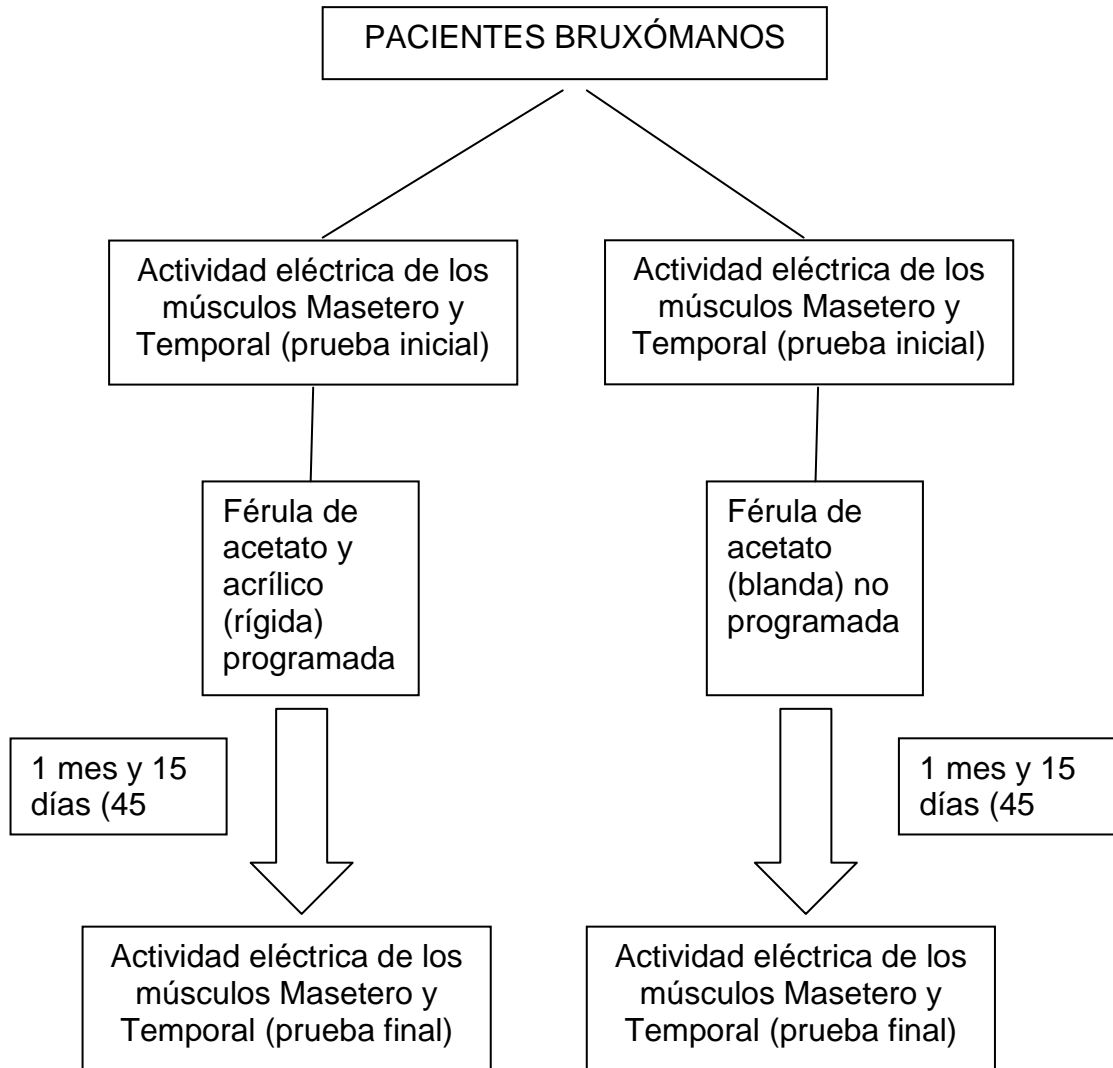 PACIENTES BRUXÓMANOS
Actividad eléctrica de los
músculos Masetero y
Temporal (prueba inicial)
Actividad eléctrica de los
músculos Masetero y
Temporal (prueba inicial)
Férula de
acetato y
acrílico
(rígida)
programada
Férula de
acetato
(blanda) no
programada
1 mes y 15
días (45
1 mes y 15
días (45
Actividad eléctrica de los
músculos Masetero y
Temporal (prueba final)
Actividad eléctrica de los
músculos Masetero y
Temporal (prueba final)